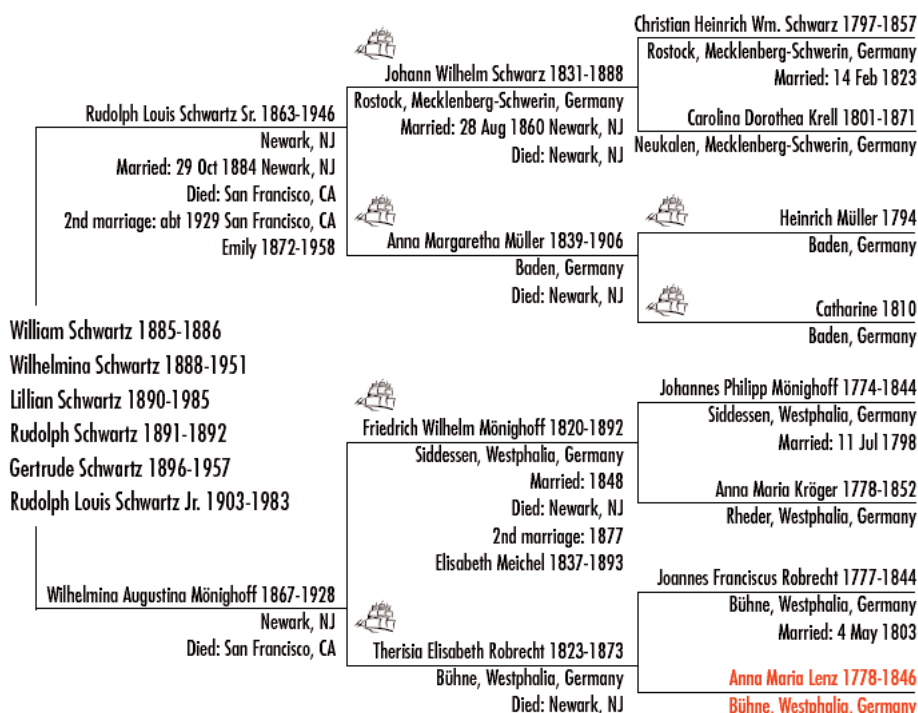 Christian Heinrich Wm. Schwarz 1797-1857
Rostock, Mecklenberg-Schwerin, Germany
Married: 14 Feb 1823
Johann Wilhelm Schwarz 1831-1888
Rostock, Mecklenberg-Schwerin, Germany
Married: 28 Aug 1860 Newark, NJ
Died: Newark, NJ
Carolina Dorothea Krell 1801-1871
Neukalen, Mecklenberg-Schwerin, Germany
Rudolph Louis Schwartz Sr. 1863-1946
Newark, NJ
Married: 29 Oct 1884 Newark, NJ
Died: San Francisco, CA
2nd marriage: abt 1929 San Francisco, CA
Emily 1872-1958
Heinrich Müller 1794
Baden, Germany
Anna Margaretha Müller 1839-1906
Baden, Germany
Died: Newark, NJ
Catharine 1810
Baden, Germany
William Schwartz 1885-1886
Wilhelmina Schwartz 1888-1951
Lillian Schwartz 1890-1985
Rudolph Schwartz 1891-1892
Gertrude Schwartz 1896-1957
Rudolph Louis Schwartz Jr. 1903-1983
Johannes Philipp Mönighoff 1774-1844
Siddessen, Westphalia, Germany
Married: 11 Jul 1798
Friedrich Wilhelm Mönighoff 1820-1892
Siddessen, Westphalia, Germany
Married: 1848
Died: Newark, NJ
2nd marriage: 1877
Elisabeth Meichel 1837-1893
Anna Maria Kröger 1778-1852
Rheder, Westphalia, Germany
Wilhelmina Augustina Mönighoff 1867-1928
Newark, NJ
Died: San Francisco, CA
Joannes Franciscus Robrecht 1777-1844
Bühne, Westphalia, Germany
Married: 4 May 1803
Therisia Elisabeth Robrecht 1823-1873
Bühne, Westphalia, Germany
Died: Newark, NJ
Anna Maria Lenz 1778-1846
Bühne, Westphalia, Germany